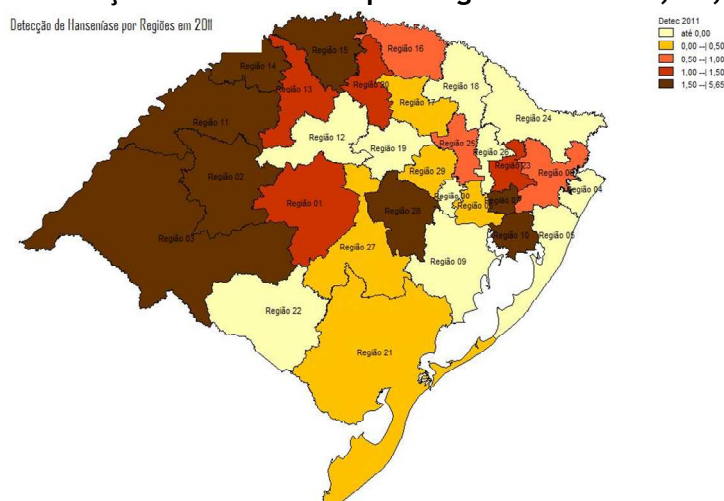 Detecção de Hanseníase por Regiões em 2011
Detec 2011
até 0,00
0,00 --| 0,50
0,50 --| 1,00
1,00 --| 1,50
1,50 --| 5,65
Região 15
Região 16
Região 14
Região 13
Região 20
Região 18
Região 17
Região 24
Região 11
Região 12
Região 19
Região 25
Região 26
Região 02
Região 29
Região 04
Região 01
Região 28
Região 03
Região 10
Região 05
Região 27
Região 09
Região 22
Região 21